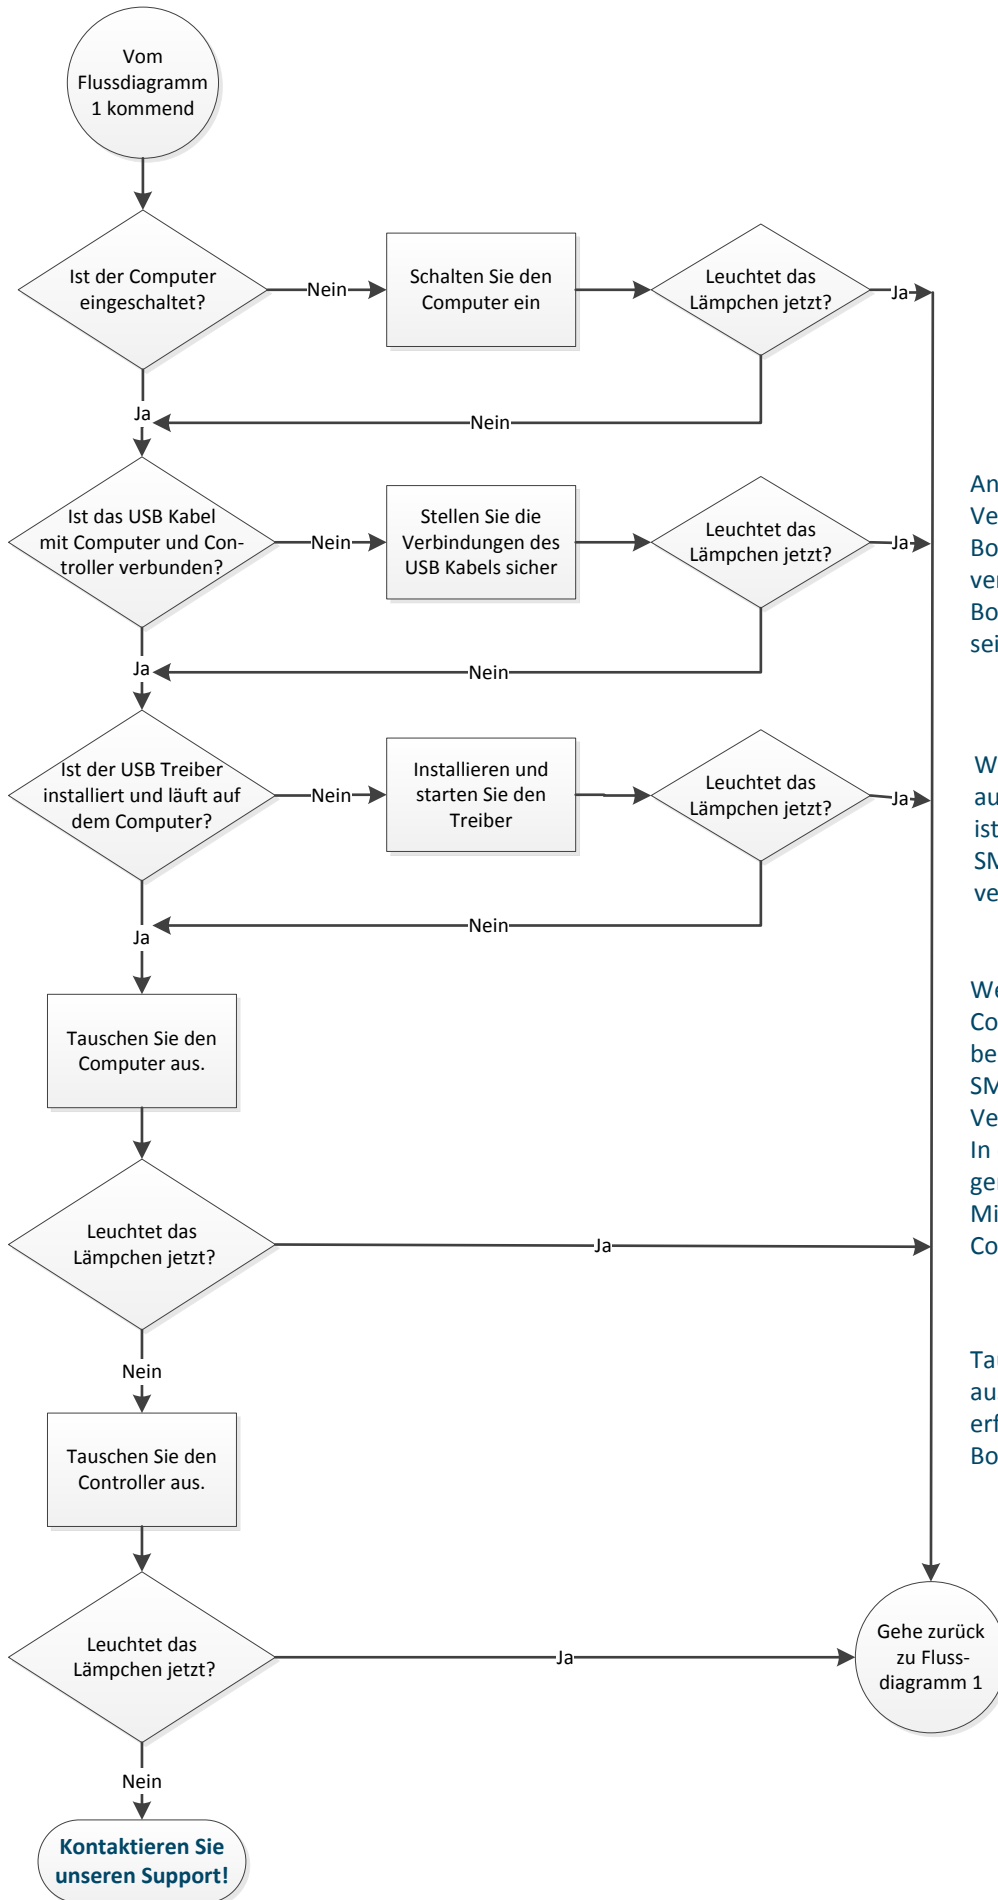 Vom
Flussdiagramm
1 kommend
Ist der Computer
eingeschaltet?
Nein
Schalten Sie den
Computer ein
Leuchtet das
Lämpchen jetzt?
Ja
Ja
Nein
Ist das USB Kabel
mit Computer und Con-
troller verbunden?
Nein
Stellen Sie die
Verbindungen des
USB Kabels sicher
Leuchtet das
Lämpchen jetzt?
Ja
Ja
Nein
Ist der USB Treiber
installiert und läuft auf
dem Computer?
Nein
Installieren und
starten Sie den
Treiber
Leuchtet das
Lämpchen jetzt?
Ja
Ja
Nein
Tauschen Sie den
Computer aus.
Leuchtet das
Lämpchen jetzt?
Ja
Nein
Tauschen Sie den
Controller aus.
Leuchtet das
Lämpchen jetzt?
Ja
Gehe zurück
zu Fluss-
diagramm 1
Nein
Kontaktieren Sie
unseren Support!